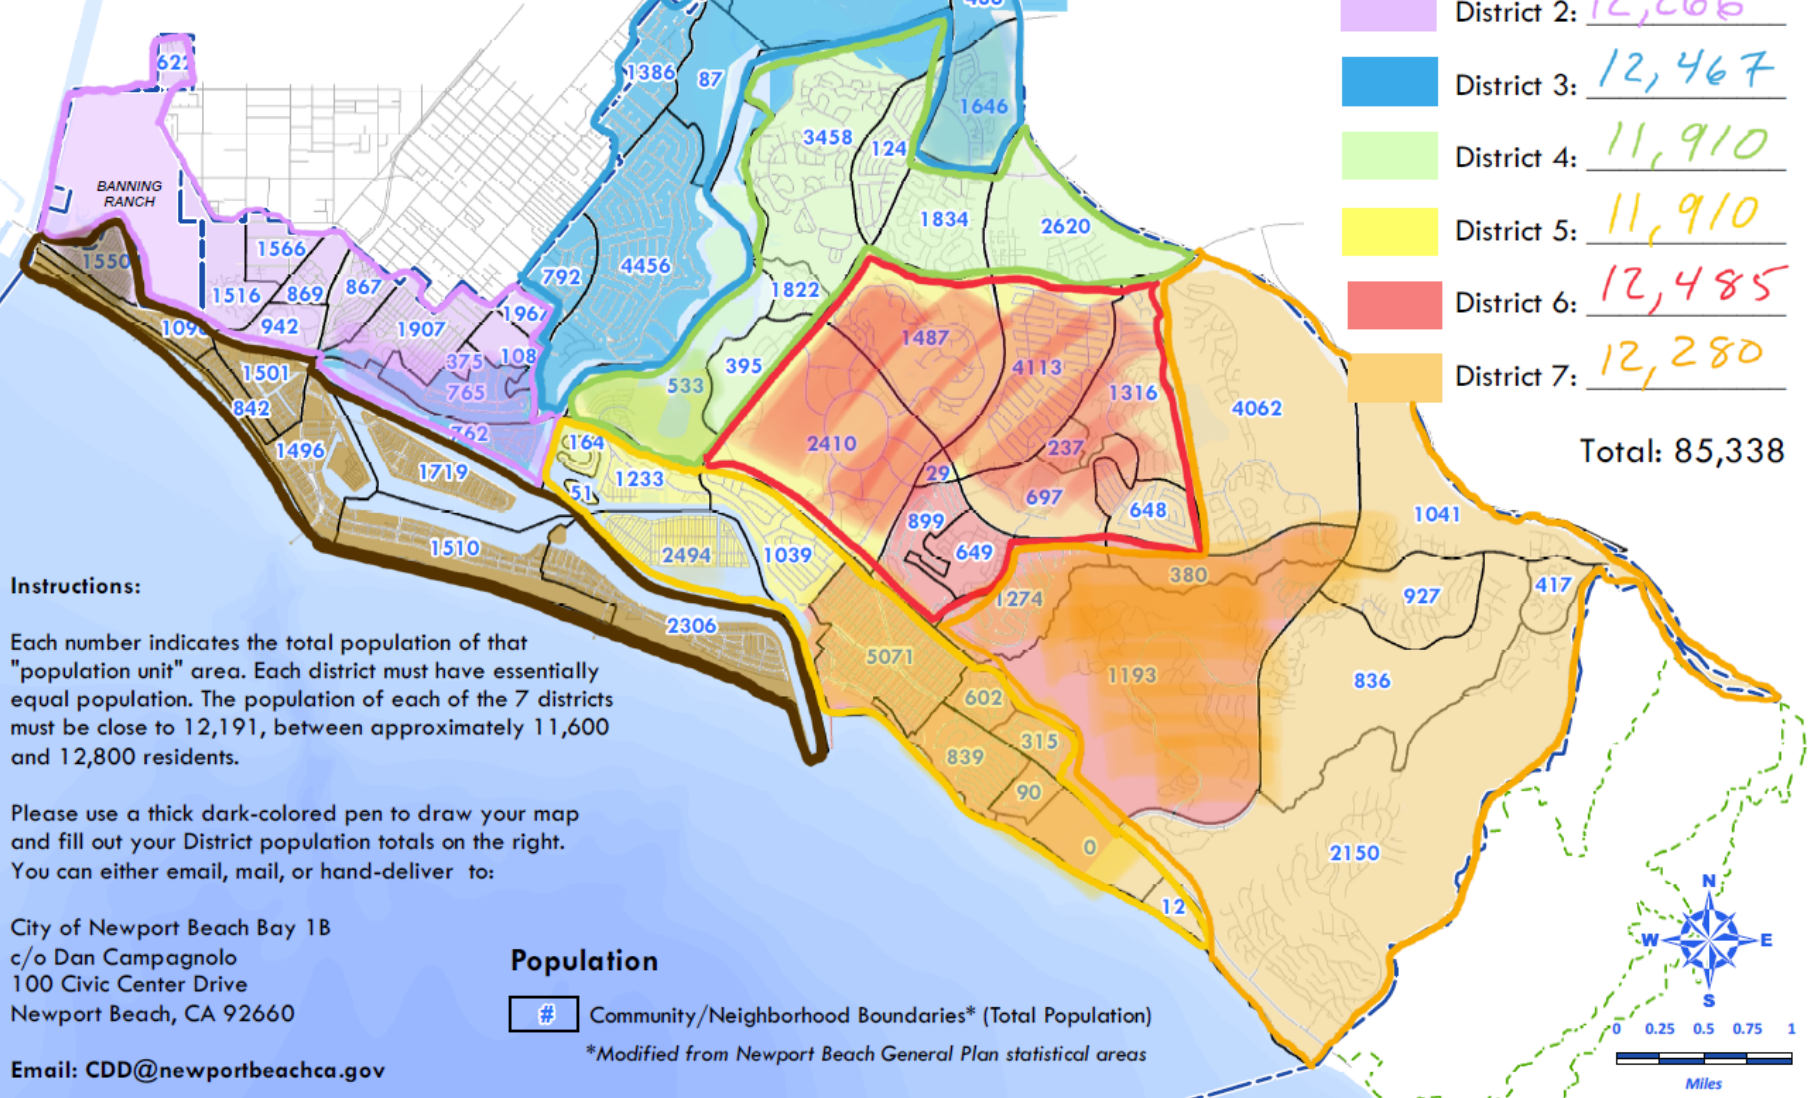 District 2: 12,266
District 3: 12,467
District 4: 11,910
District 5: 11,910
District 6: 12,485
District 7: 12,280
Total: 85,338
622
1386
87
1646
3458
124
BANNING
RANCH
1834
2620
1566
1550
792
4456
1516
869
867
1822
196
109
942
1907
1487
375
108
395
4113
1501
765
533
1316
842
762
164
2410
4062
1496
1719
1233
237
51
29
697
648
1041
899
1510
2494
1039
649
380
927
417
1274
2306
5071
1193
836
602
315
839
90
0
2150
12
Instructions:
Each number indicates the total population of that
"population unit" area. Each district must have essentially
equal population. The population of each of the 7 districts
must be close to 12,191, between approximately 11,600
and 12,800 residents.
Please use a thick dark-colored pen to draw your map
and fill out your District population totals on the right.
You can either email, mail, or hand-deliver to:
City of Newport Beach Bay 1B
c/o Dan Campagnolo
100 Civic Center Drive
Newport Beach, CA 92660
Email: CDD@newportbeachca.gov
Population
# Community/Neighborhood Boundaries* (Total Population)
*Modified from Newport Beach General Plan statistical areas
N
W E
S
0 0.25 0.5 0.75 1
Miles